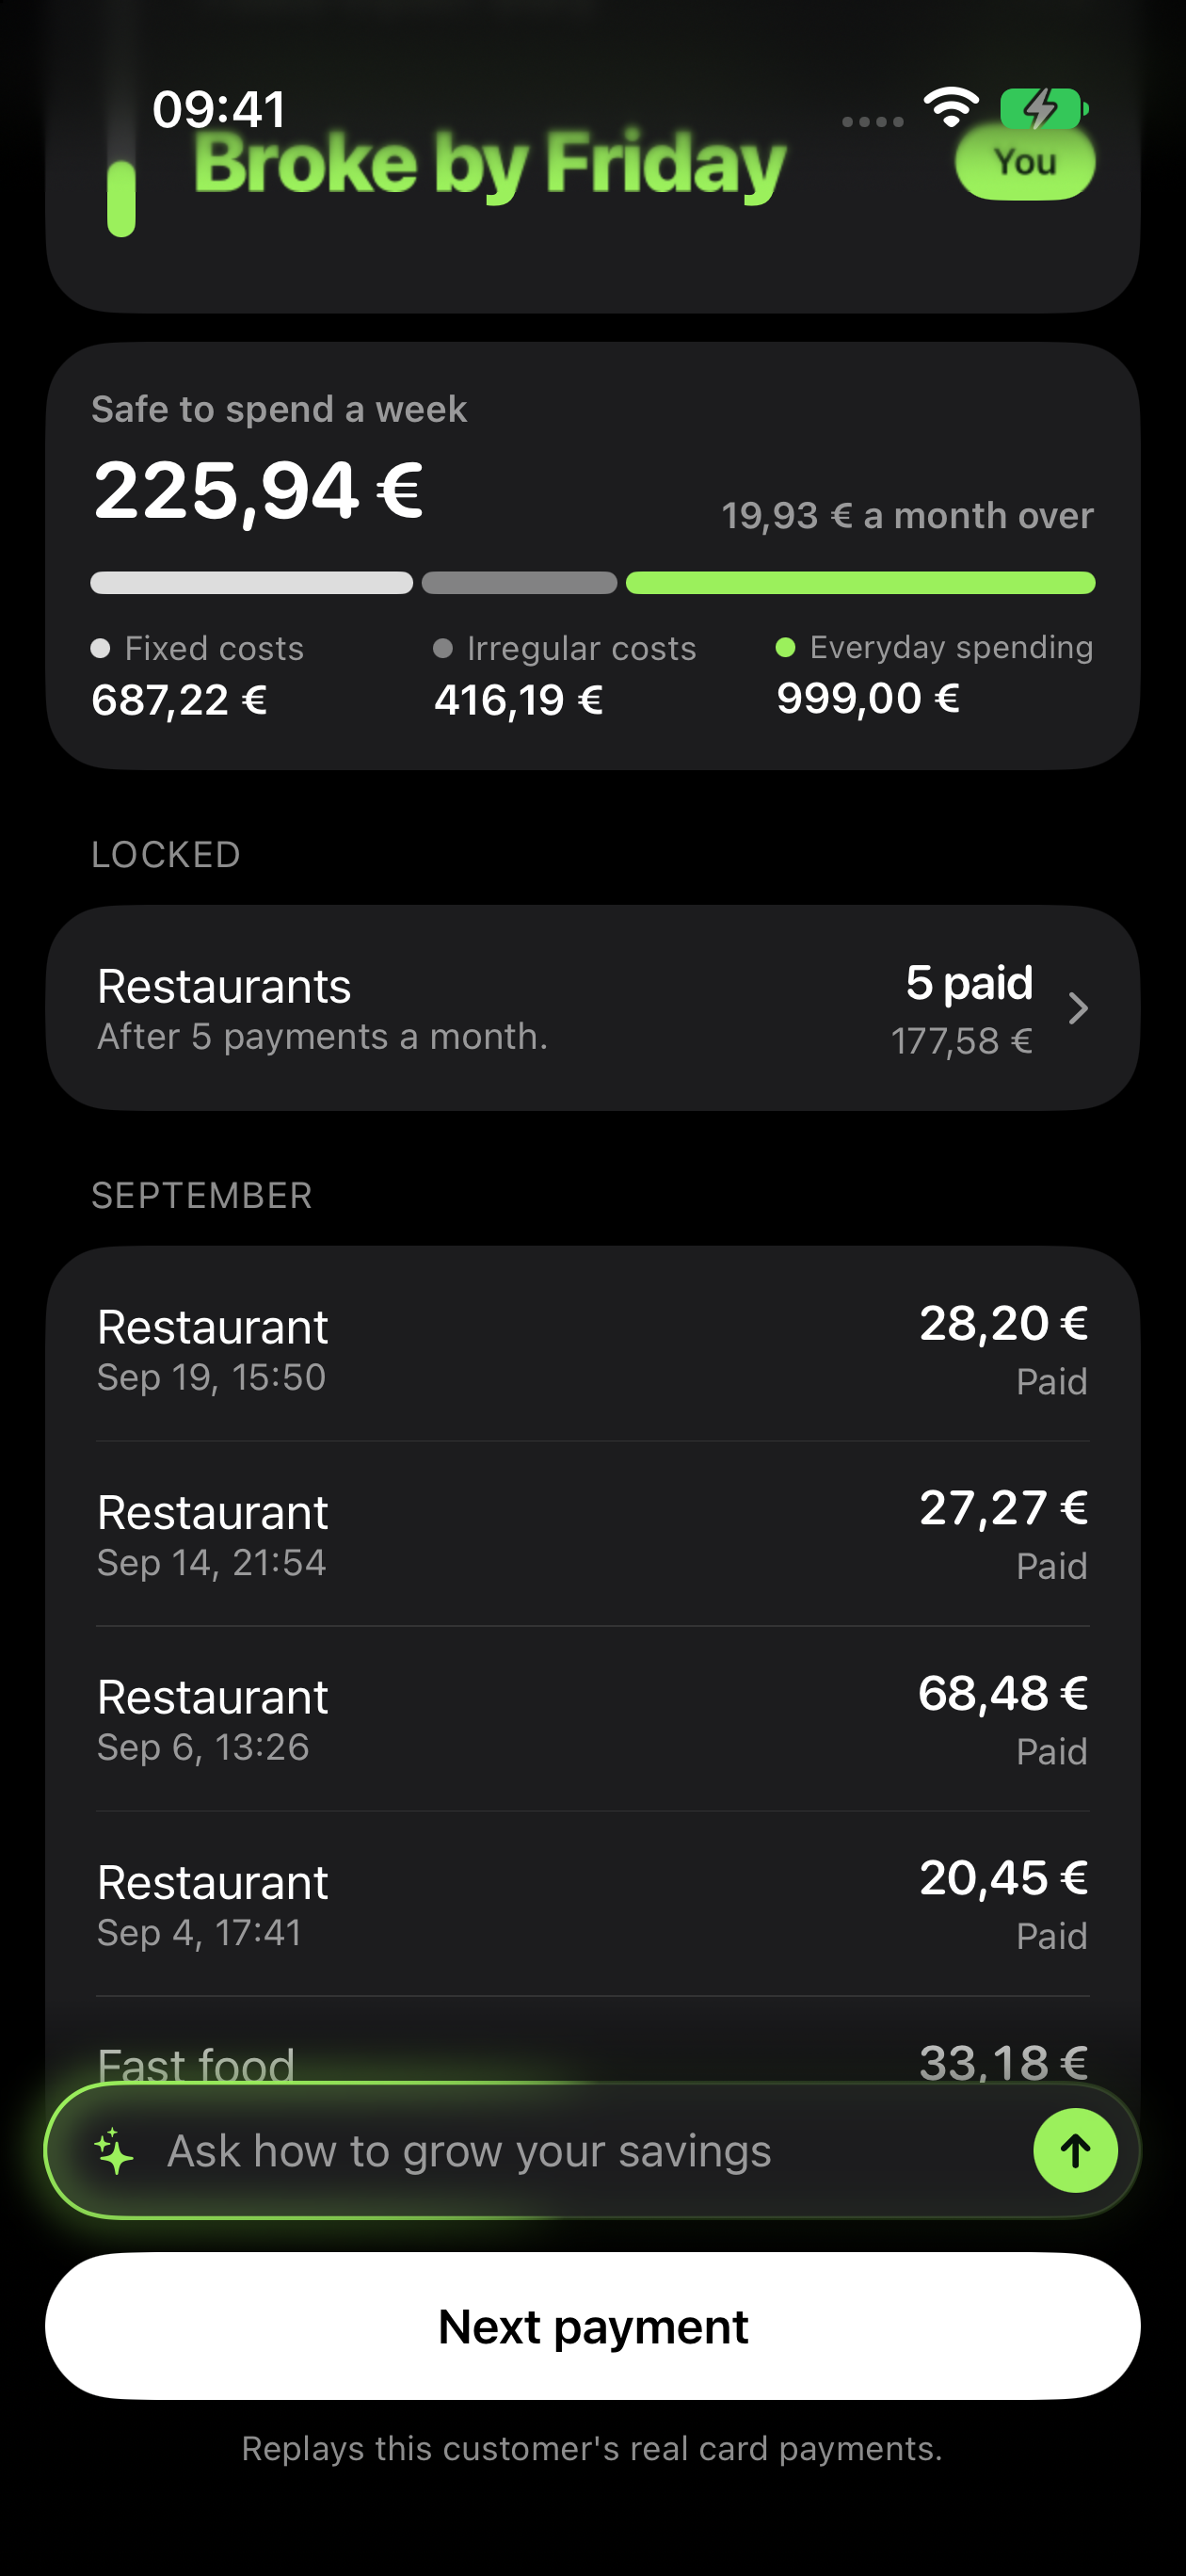 09:41
Broke by Friday
You
Safe to spend a week
225,94 €
19,93 € a month over
Fixed costs
Irregular costs
Everyday spending
687,22 €
416,19 €
999,00 €
LOCKED
Restaurants
5 paid
After 5 payments a month.
177,58 €
SEPTEMBER
Restaurant
28,20 €
Sep 19, 15:50
Paid
Restaurant
27,27 €
Sep 14, 21:54
Paid
Restaurant
68,48 €
Sep 6, 13:26
Paid
Restaurant
20,45 €
Sep 4, 17:41
Paid
Fast food
33,18 €
Ask how to grow your savings
Next payment
Replays this customer's real card payments.